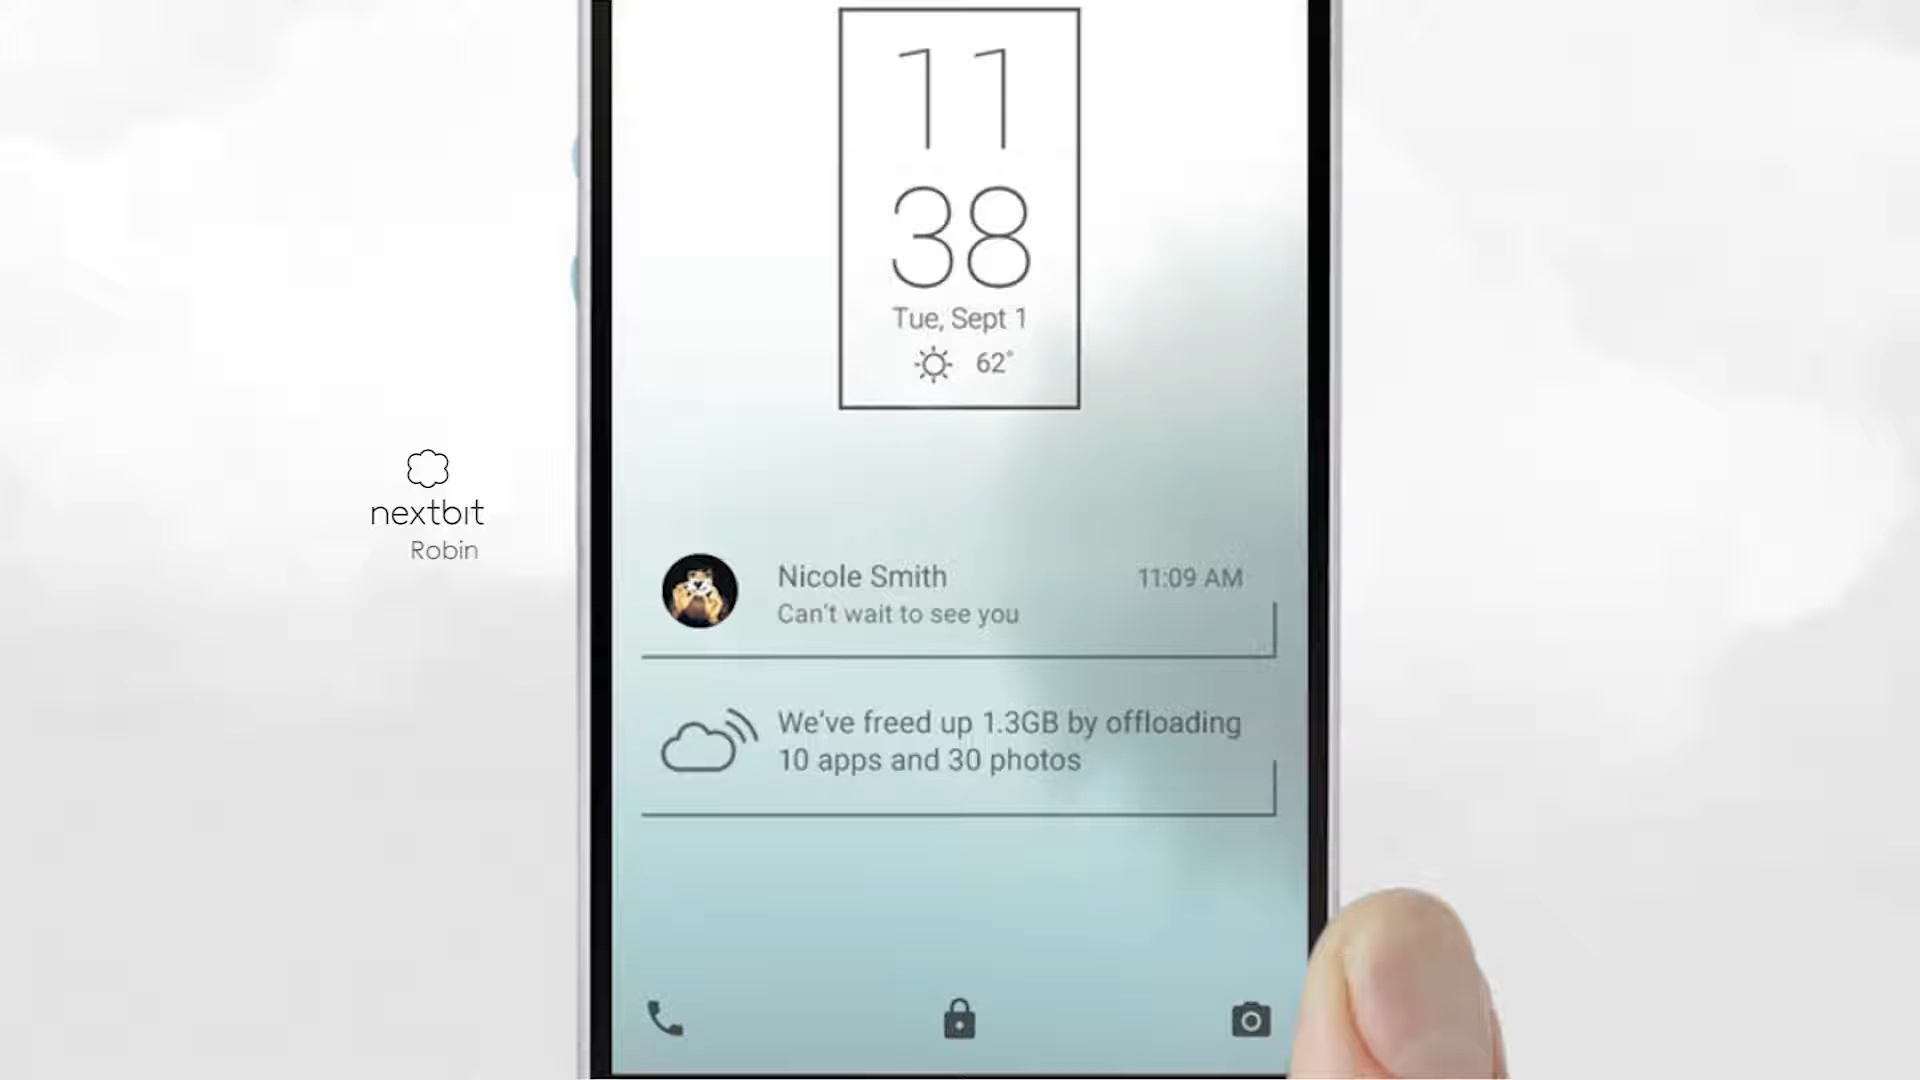 11
38
Tue, Sept 1
62°
nextbit
Robin
Nicole Smith
11:09 AM
Can't wait to see you
We've freed up 1.3GB by offloading
10 apps and 30 photos